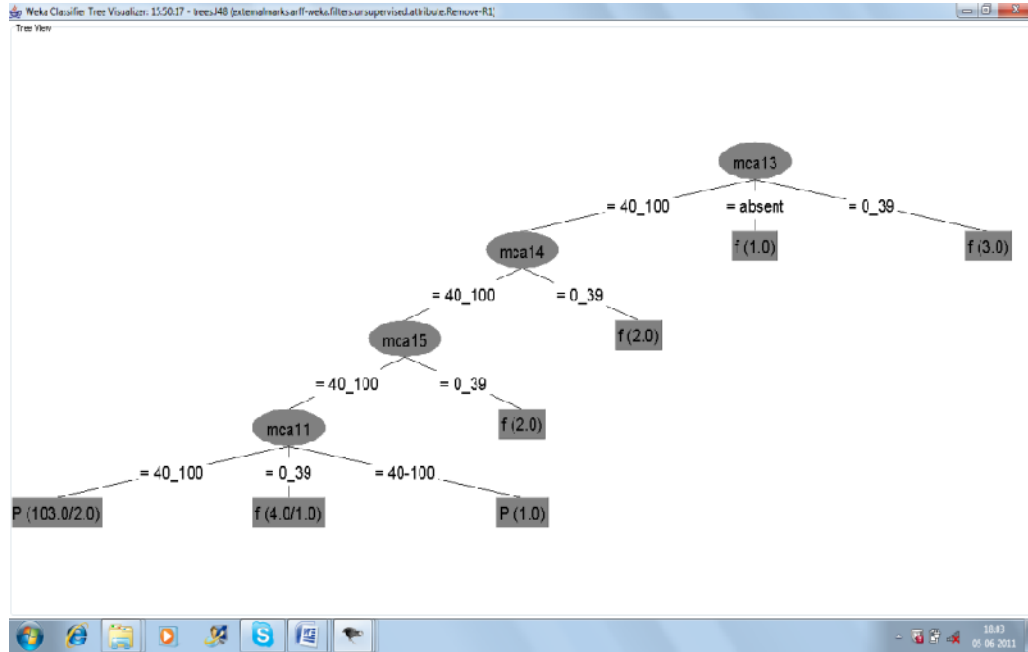 Weka Classifier Tree Visualizer: 15:50:17 - trees.J48 (externalmarks.arff-weka.filters.unsupervised.attribute.Remove-R1)
Tree View
mca13
= 40_100 = absent = 0_39
mca14 f (1.0) f (3.0)
= 40_100 = 0_39
mca15 f (2.0)
= 40_100 = 0_39
mca11 f (2.0)
= 40_100 = 0_39 = 40-100
P (103.0/2.0) f (4.0/1.0) P (1.0)
18:43
05-06-2011